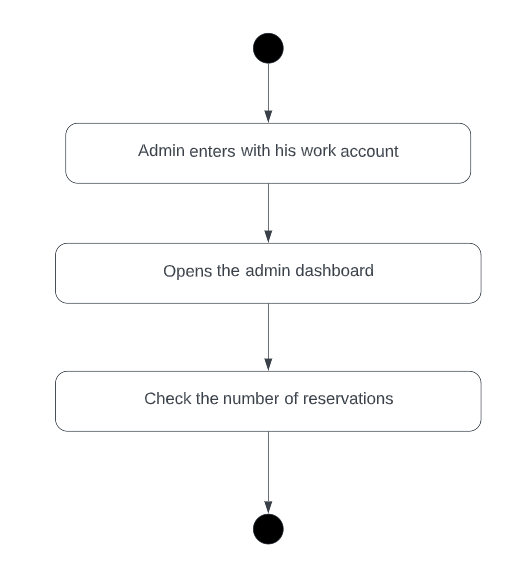 Admin enters with his work account
Opens the admin dashboard
Check the number of reservations